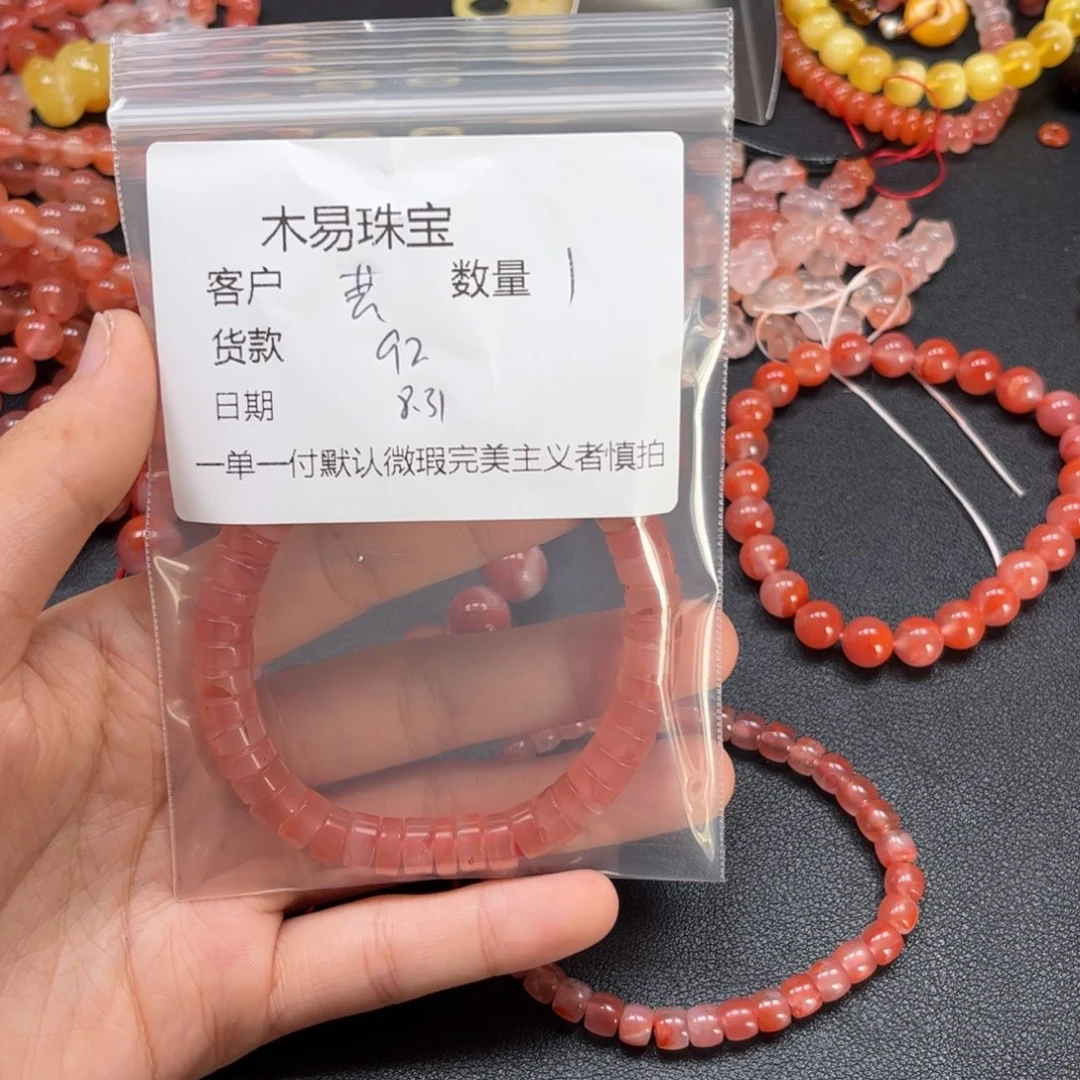 木易珠宝
客户 数量 1
货款 92
日期 8.31
一单一付默认微瑕完美主义者慎拍